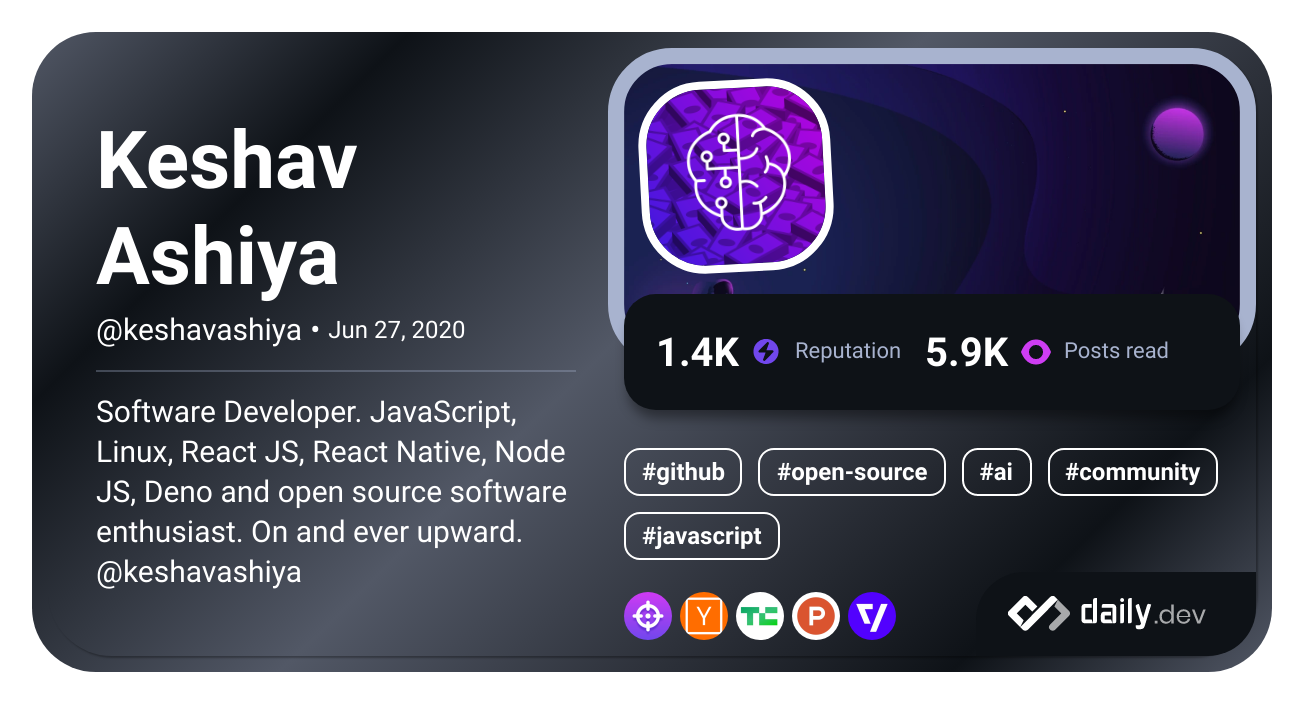 Keshav
Ashiya
@keshavashiya • Jun 27, 2020
Software Developer. JavaScript,
Linux, React JS, React Native, Node
JS, Deno and open source software
enthusiast. On and ever upward.
@keshavashiya
1.4K Reputation 5.9K Posts read
#github #open-source #ai #community
#javascript
Y TC P
daily.dev